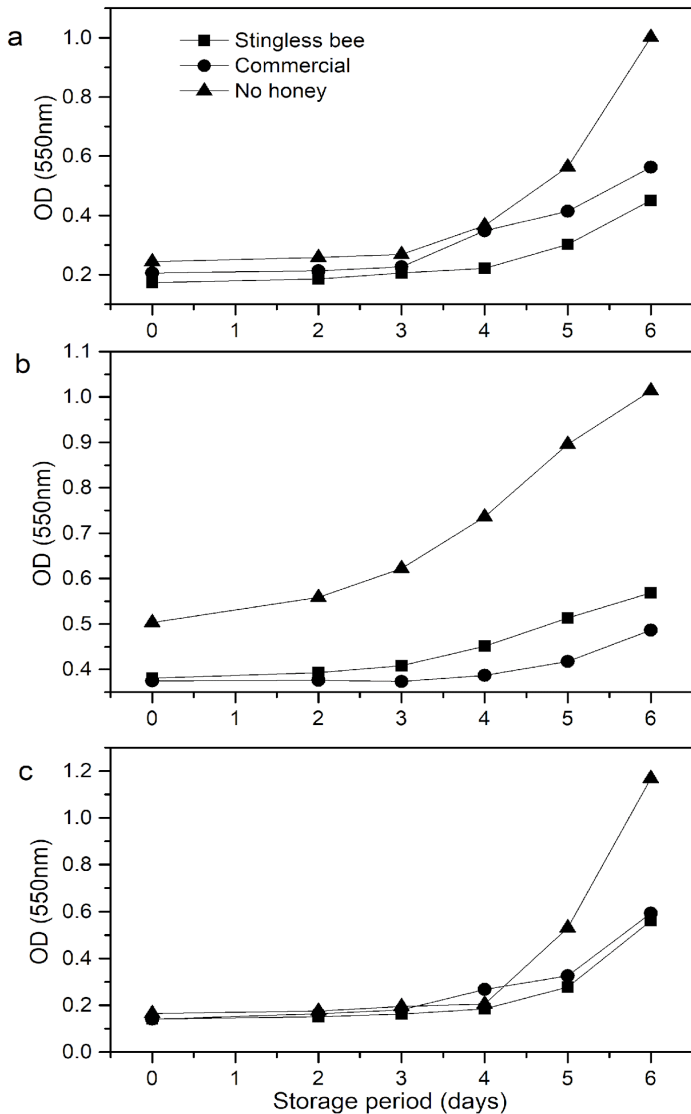 a
1.0
0.8
0.6
0.4
0.2
OD (550nm)
Stingless bee
Commercial
No honey
0 1 2 3 4 5 6
b
1.1
1.0
0.9
0.8
0.7
0.6
0.5
0.4
OD (550nm)
0 1 2 3 4 5 6
c
1.2
1.0
0.8
0.6
0.4
0.2
0.0
OD (550nm)
0 1 2 3 4 5 6
Storage period (days)